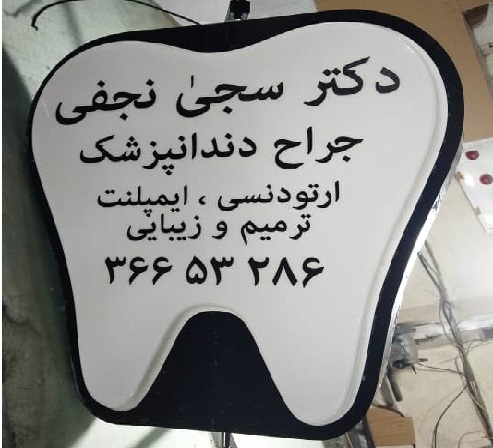 دکتر سجیٰ نجفی
جراح دندانپزشک
ارتودنسی ، ایمپلنت
ترمیم و زیبایی
۳۶۶ ۵۳ ۲۸۶